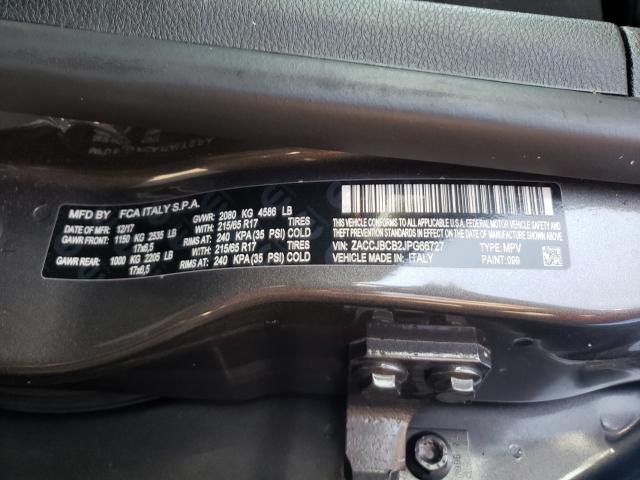 MFD BY FCA ITALY S.P.A.
12/17 GVWR: 2080 KG 4586 LB
GAWR FRONT: 1150 KG 2535 LB WITH: 215/65 R17 TIRES
17x6,5 RIMS AT: 240 KPA(35 PSI) COLD
GAWR REAR: 1000 KG 2205 LB WITH: 215/65 R17 TIRES
17x6,5 RIMS AT: 240 KPA(35 PSI) COLD
THIS VEHICLE CONFORMS TO ALL APPLICABLE U.S.A. FEDERAL MOTOR
VEHICLE SAFETY, BUMPER, AND
THEFT PREVENTION STANDARDS IN EFFECT ON THE DATE OF MANUFACTURE SHOWN ABOVE
VIN: ZACCJBCB2JPG66727 TYPE: MPV
VEHICLE MADE IN: ITALY PAINT: 099